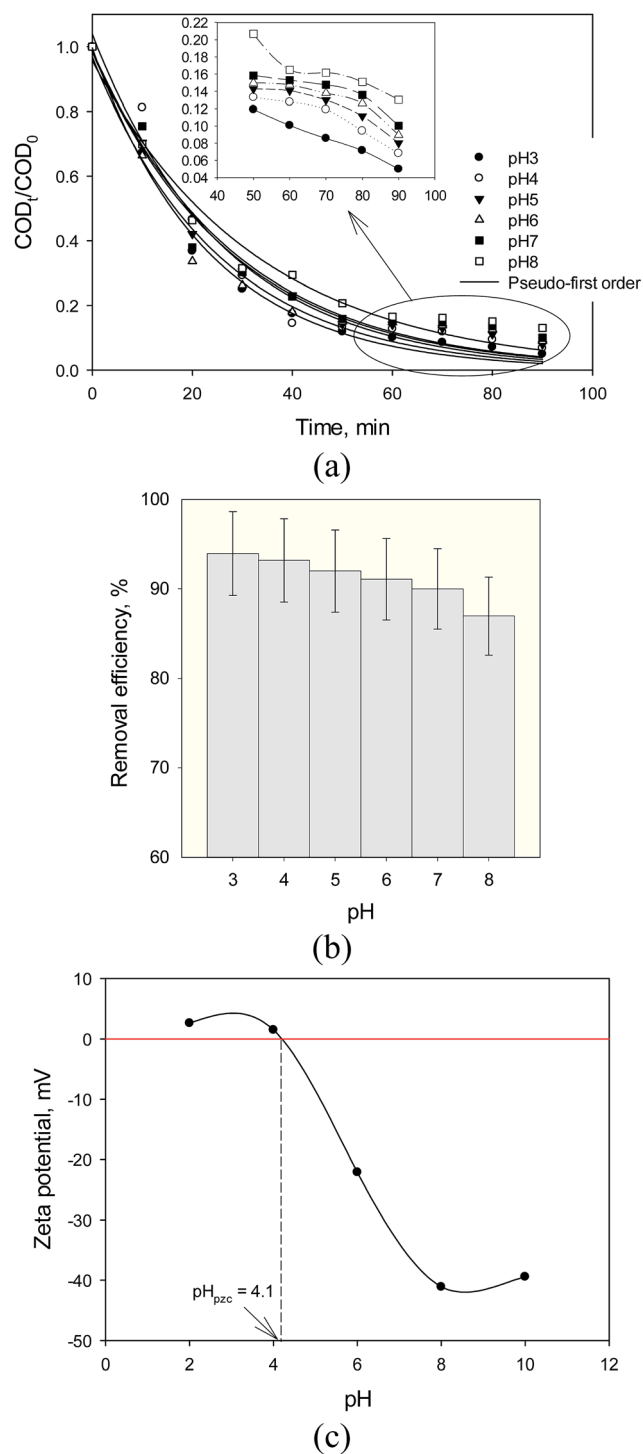 CODt/COD0
1.0
0.8
0.6
0.4
0.2
0.0
0.22
0.20
0.18
0.16
0.14
0.12
0.10
0.08
0.06
0.04
40 50 60 70 80 90 100
pH3
pH4
pH5
pH6
pH7
pH8
Pseudo-first order
0 20 40 60 80 100
Time, min
(a)
Removal efficiency, %
100
90
80
70
60
3 4 5 6 7 8
pH
(b)
Zeta potential, mV
10
0
-10
-20
-30
-40
-50
pHpzc = 4.1
0 2 4 6 8 10 12
pH
(c)